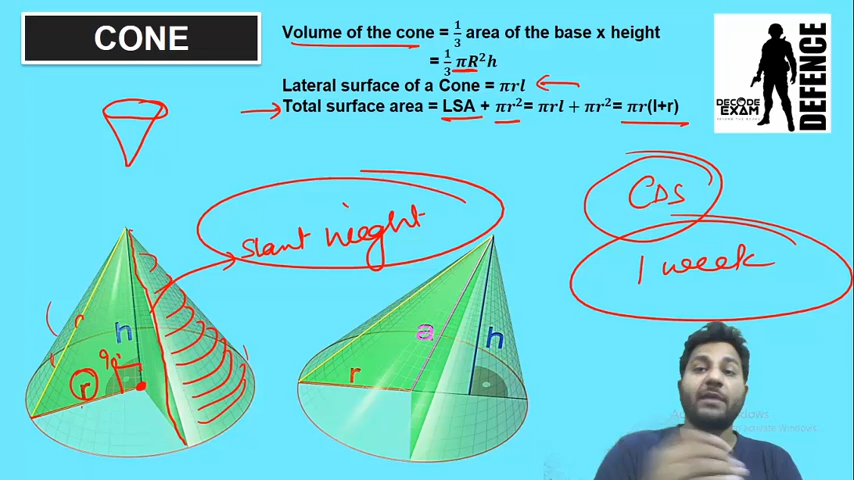 CONE
Volume of the cone = 1/3 area of the base x height
= 1/3 πR²h
Lateral surface of a Cone = πrl
Total surface area = LSA + πr²= πrl + πr²= πr(l+r)
DECODE
EXAM
DEFENCE
CDS
1 week
slant height
h
90
r
a
h
r